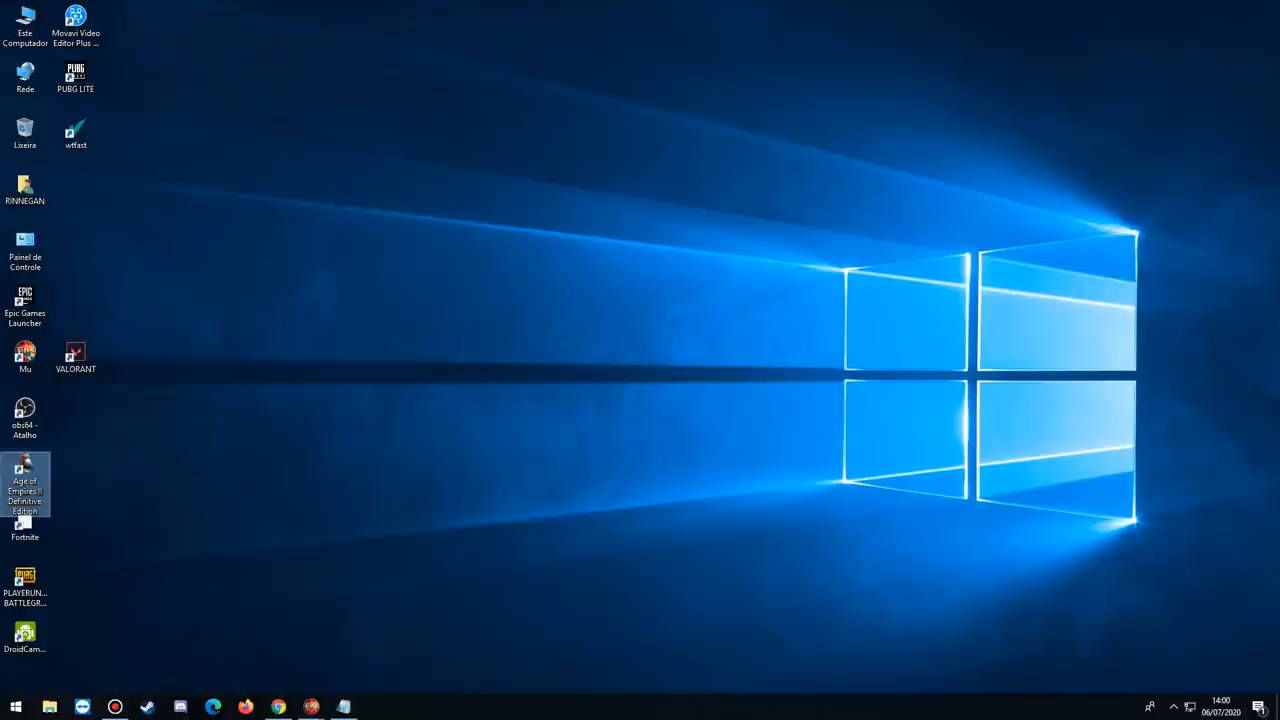 Este
Computador
Movavi Video
Editor Plus ...
Rede
PUBG LITE
Lixeira
wtfast
RINNEGAN
Painel de
Controle
EPIC
GAMES
Epic Games
Launcher
Mu
VALORANT
obs64 -
Atalho
Age of
Empires II
Definitive
Edition
Fortnite
PUBG
PLAYERUN...
BATTLEGR...
DroidCam...
14:00
06/07/2020
1